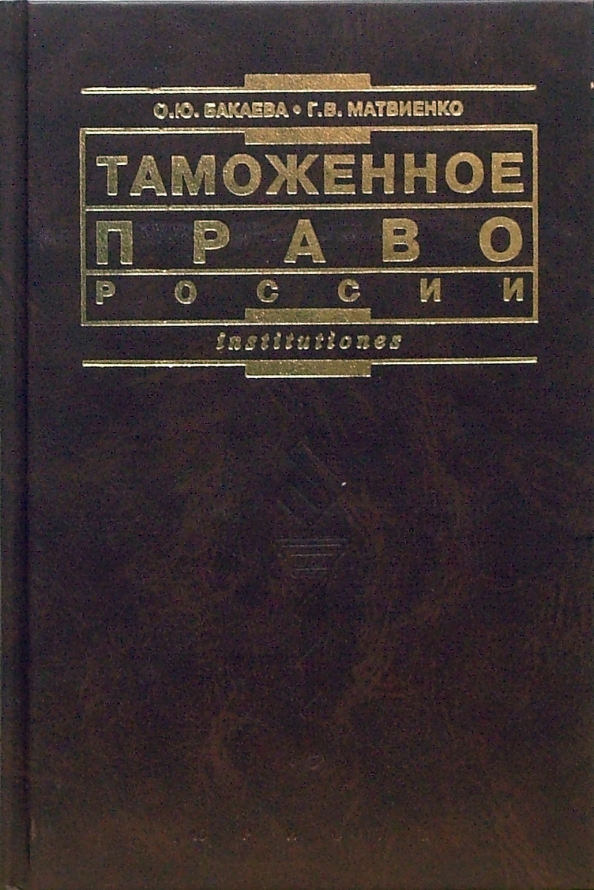 О.Ю. БАКАЕВА • Г.В. МАТВИЕНКО
ТАМОЖЕННОЕ
ПРАВО
РОССИИ
institutiones